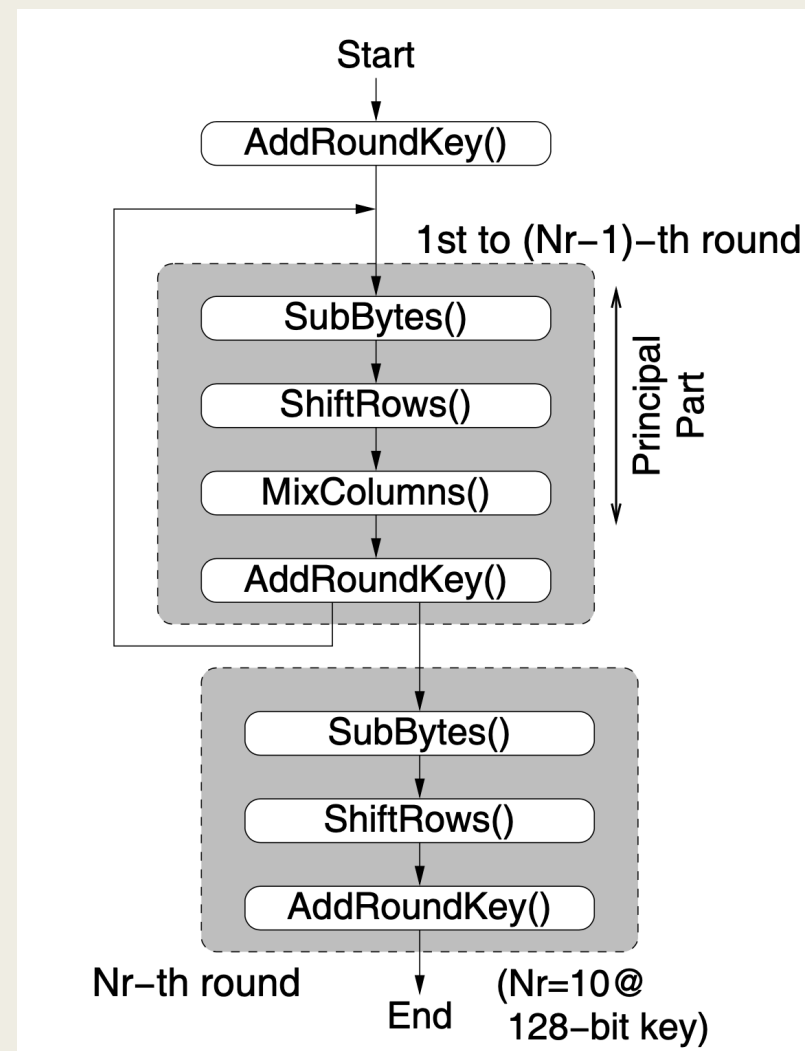 Start
AddRoundKey()
1st to (Nr−1)−th round
SubBytes()
ShiftRows()
MixColumns()
AddRoundKey()
Principal
Part
SubBytes()
ShiftRows()
AddRoundKey()
Nr−th round
End
(Nr=10@
128−bit key)